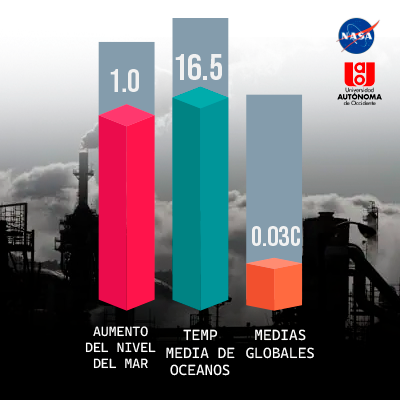 NASA
Universidad
AUTÓNOMA
de Occidente
1.0
16.5
0.03C
AUMENTO
DEL NIVEL
DEL MAR
TEMP
MEDIA DE
OCEANOS
MEDIAS
GLOBALES